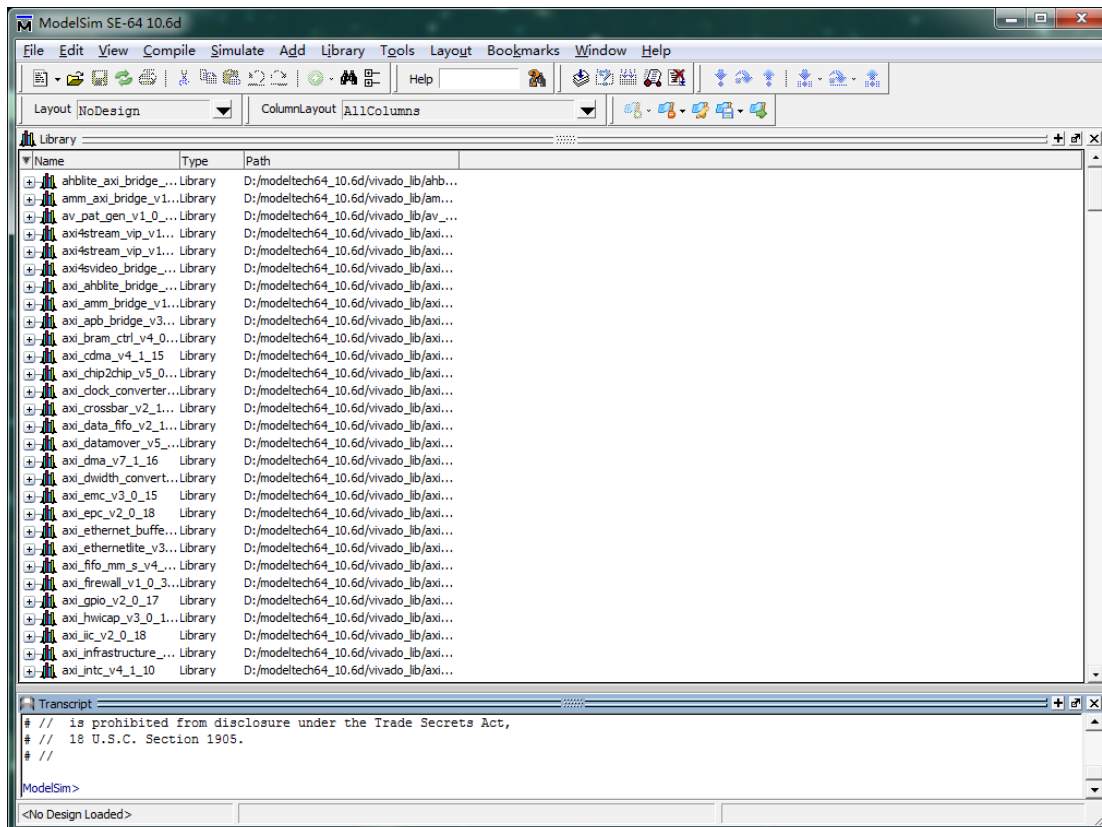 ModelSim SE-64 10.6d
File Edit View Compile Simulate Add Library Tools Layout Bookmarks Window Help
Help
Layout NoDesign ColumnLayout AllColumns
Library
Name Type Path
ahblite_axi_bridge_... Library D:/modeltech64_10.6d/vivado_lib/ahb...
amm_axi_bridge_v1... Library D:/modeltech64_10.6d/vivado_lib/am...
av_pat_gen_v1_0_... Library D:/modeltech64_10.6d/vivado_lib/av_...
axi4stream_vip_v1... Library D:/modeltech64_10.6d/vivado_lib/axi...
axi4stream_vip_v1... Library D:/modeltech64_10.6d/vivado_lib/axi...
axi4svideo_bridge_... Library D:/modeltech64_10.6d/vivado_lib/axi...
axi_ahblite_bridge_... Library D:/modeltech64_10.6d/vivado_lib/axi...
axi_amm_bridge_v1... Library D:/modeltech64_10.6d/vivado_lib/axi...
axi_apb_bridge_v3... Library D:/modeltech64_10.6d/vivado_lib/axi...
axi_bram_ctrl_v4_0... Library D:/modeltech64_10.6d/vivado_lib/axi...
axi_cdma_v4_1_15 Library D:/modeltech64_10.6d/vivado_lib/axi...
axi_chip2chip_v5_0... Library D:/modeltech64_10.6d/vivado_lib/axi...
axi_clock_converter... Library D:/modeltech64_10.6d/vivado_lib/axi...
axi_crossbar_v2_1... Library D:/modeltech64_10.6d/vivado_lib/axi...
axi_data_fifo_v2_1... Library D:/modeltech64_10.6d/vivado_lib/axi...
axi_datamover_v5_... Library D:/modeltech64_10.6d/vivado_lib/axi...
axi_dma_v7_1_16 Library D:/modeltech64_10.6d/vivado_lib/axi...
axi_dwidth_convert... Library D:/modeltech64_10.6d/vivado_lib/axi...
axi_emc_v3_0_15 Library D:/modeltech64_10.6d/vivado_lib/axi...
axi_epc_v2_0_18 Library D:/modeltech64_10.6d/vivado_lib/axi...
axi_ethernet_buffe... Library D:/modeltech64_10.6d/vivado_lib/axi...
axi_ethernetlite_v3... Library D:/modeltech64_10.6d/vivado_lib/axi...
axi_fifo_mm_s_v4_... Library D:/modeltech64_10.6d/vivado_lib/axi...
axi_firewall_v1_0_3... Library D:/modeltech64_10.6d/vivado_lib/axi...
axi_gpio_v2_0_17 Library D:/modeltech64_10.6d/vivado_lib/axi...
axi_hwicap_v3_0_1... Library D:/modeltech64_10.6d/vivado_lib/axi...
axi_iic_v2_0_18 Library D:/modeltech64_10.6d/vivado_lib/axi...
axi_infrastructure_... Library D:/modeltech64_10.6d/vivado_lib/axi...
axi_intc_v4_1_10 Library D:/modeltech64_10.6d/vivado_lib/axi...
Transcript
# // is prohibited from disclosure under the Trade Secrets Act,
# // 18 U.S.C. Section 1905.
# //
ModelSim>
<No Design Loaded>